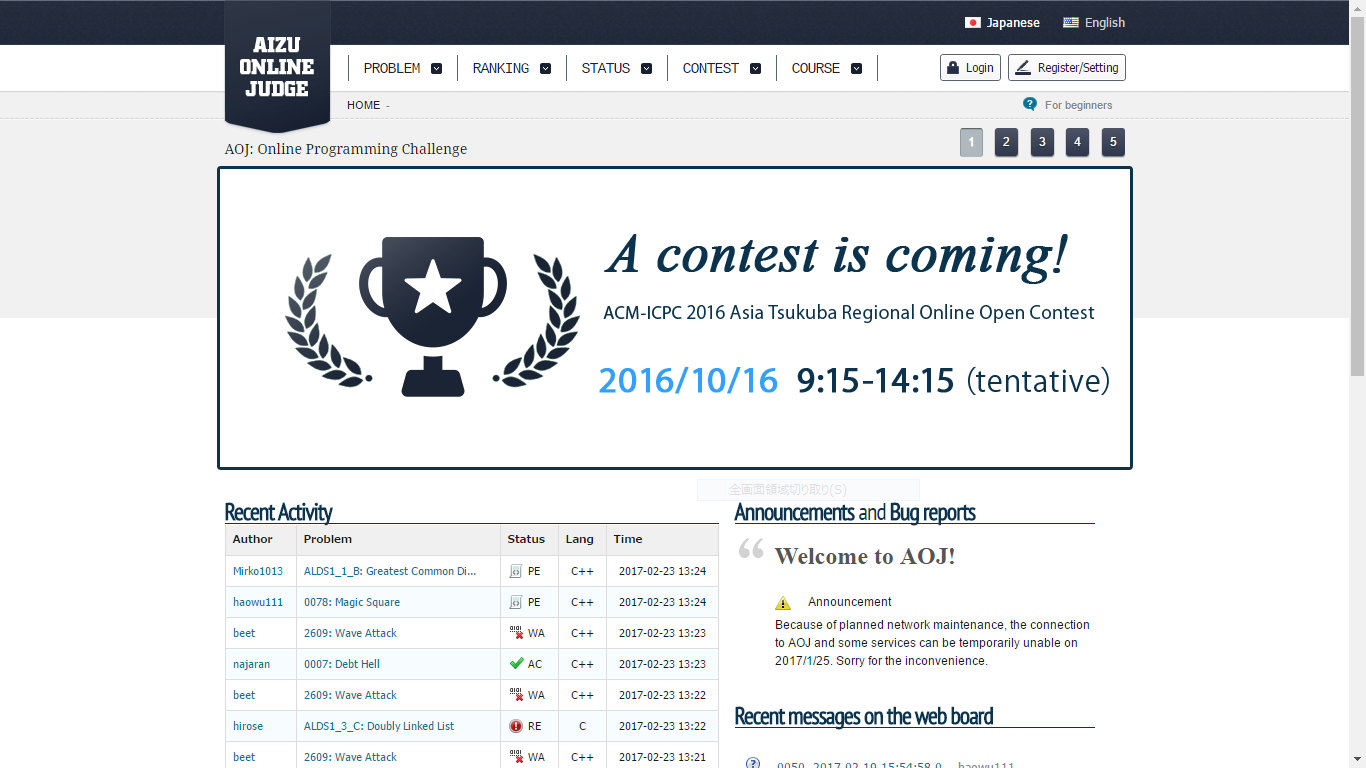 Japanese English
AIZU
ONLINE
JUDGE
PROBLEM RANKING STATUS CONTEST COURSE Login Register/Setting
HOME - For beginners
AOJ: Online Programming Challenge
1 2 3 4 5
A contest is coming!
ACM-ICPC 2016 Asia Tsukuba Regional Online Open Contest
2016/10/16 9:15-14:15 (tentative)
全画面領域切り取り(S)
Recent Activity
Author Problem Status Lang Time
Mirko1013 ALDS1_1_B: Greatest Common Di... PE C++ 2017-02-23 13:24
haowu111 0078: Magic Square PE C++ 2017-02-23 13:24
beet 2609: Wave Attack WA C++ 2017-02-23 13:23
najaran 0007: Debt Hell AC C++ 2017-02-23 13:23
beet 2609: Wave Attack WA C++ 2017-02-23 13:22
hirose ALDS1_3_C: Doubly Linked List RE C 2017-02-23 13:22
beet 2609: Wave Attack WA C++ 2017-02-23 13:21
Announcements and Bug reports
Welcome to AOJ!
Announcement
Because of planned network maintenance, the connection
to AOJ and some services can be temporarily unable on
2017/1/25. Sorry for the inconvenience.
Recent messages on the web board
0050 2017-02-19 15:54:58.0 haowu111